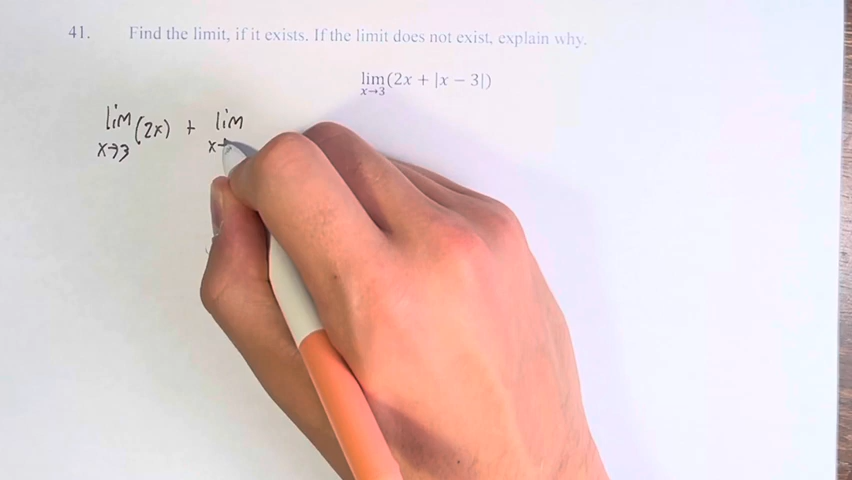 41. Find the limit, if it exists. If the limit does not exist, explain why.
lim(2x + |x − 3|)
x→3
lim (2x) + lim
x→3 x→